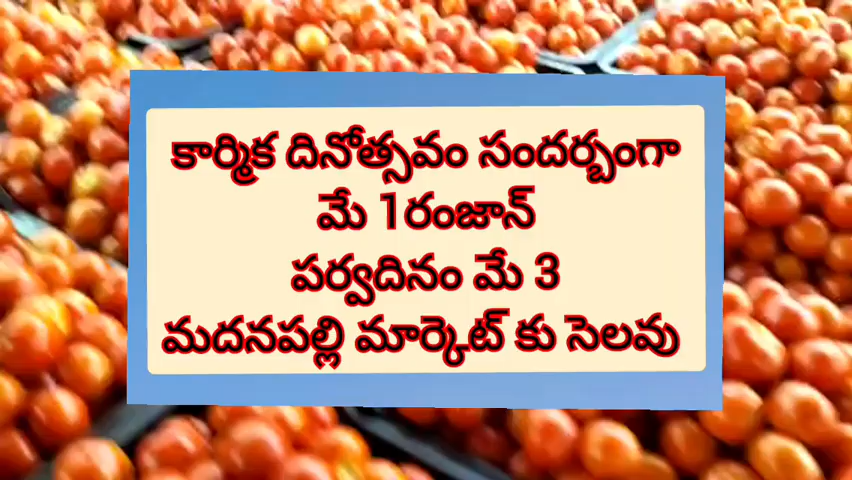 కార్మిక దినోత్సవం సందర్భంగా
మే 1రంజాన్
పర్వదినం మే 3
మదనపల్లి మార్కెట్ కు సెలవు